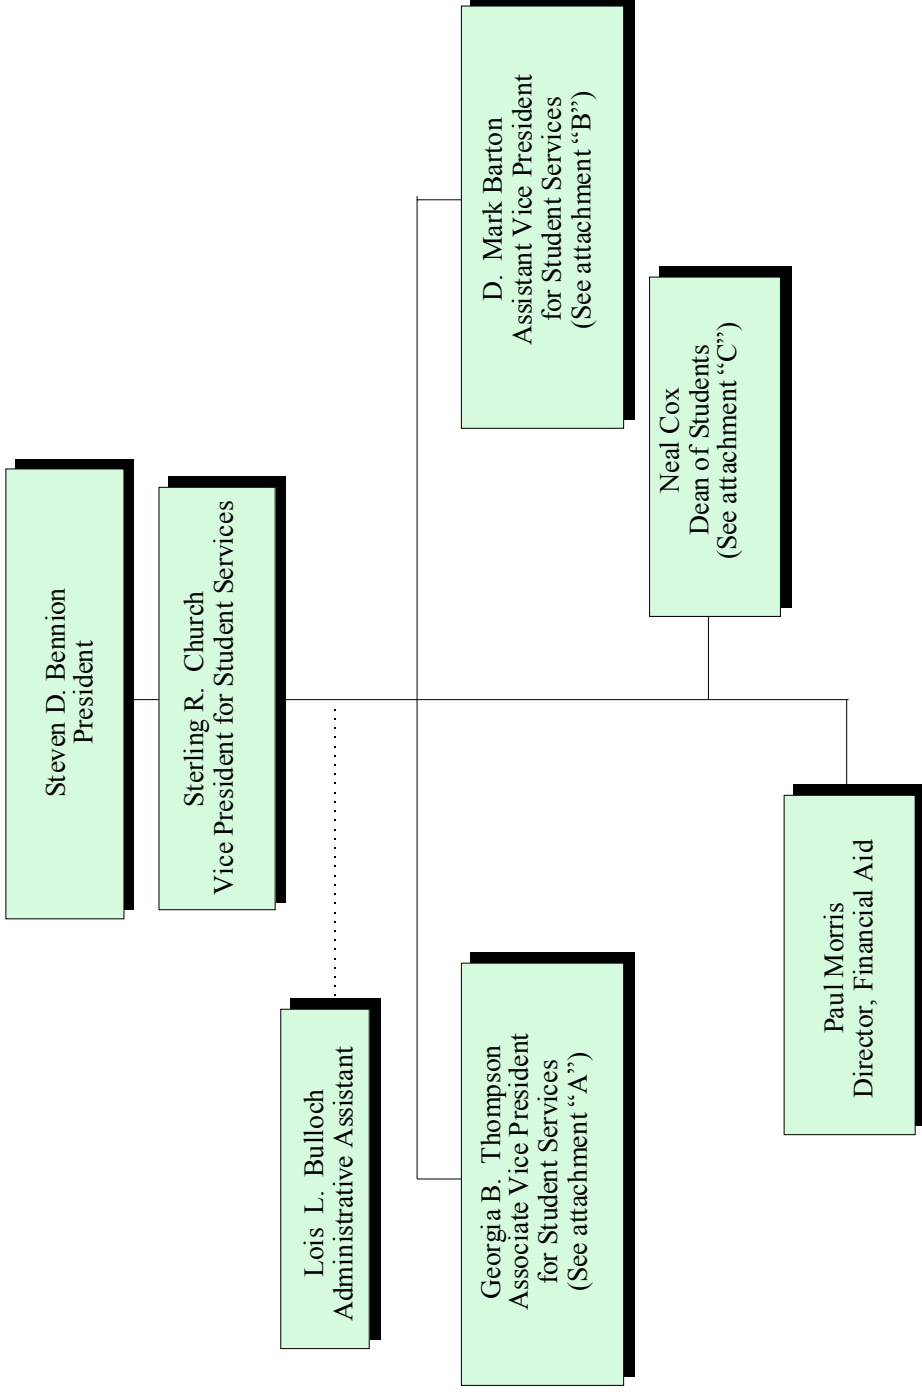 Steven D. Bennion
President
Sterling R. Church
Vice President for Student Services
Lois L. Bulloch
Administrative Assistant
Georgia B. Thompson
Associate Vice President
for Student Services
(See attachment “A”)
D. Mark Barton
Assistant Vice President
for Student Services
(See attachment “B”)
Neal Cox
Dean of Students
(See attachment “C”)
Paul Morris
Director, Financial Aid